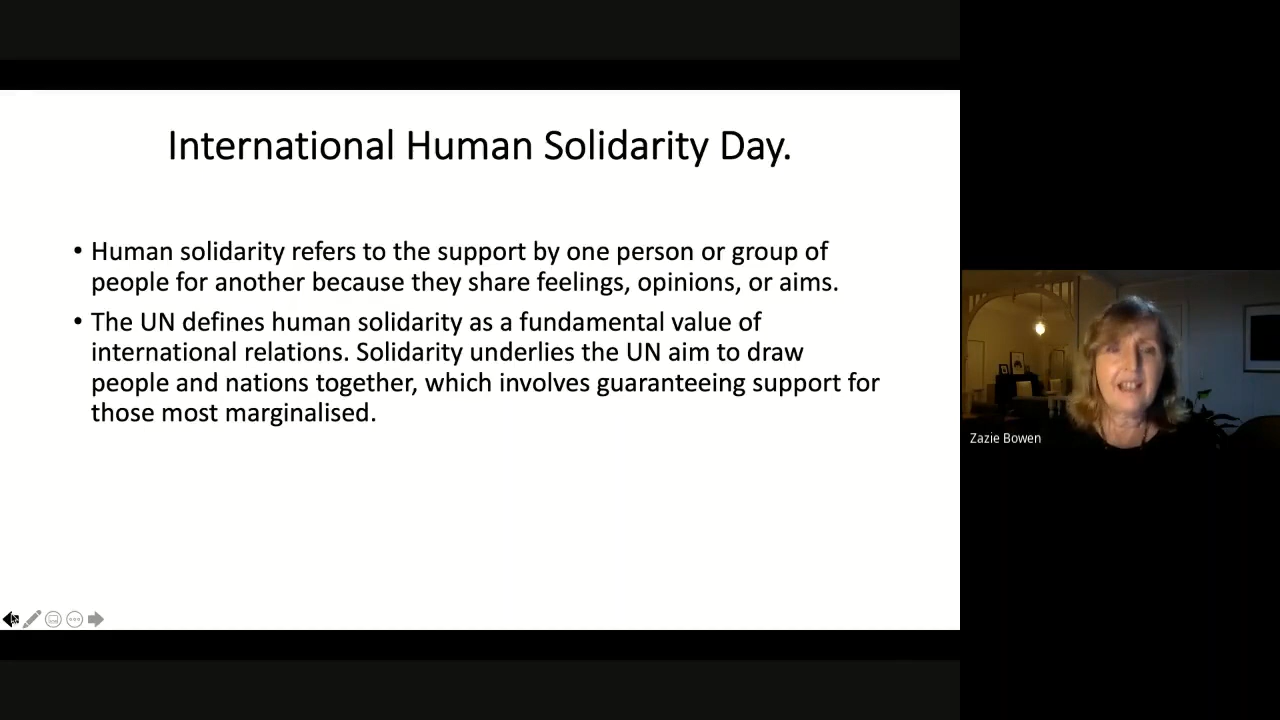 International Human Solidarity Day.
• Human solidarity refers to the support by one person or group of
people for another because they share feelings, opinions, or aims.
• The UN defines human solidarity as a fundamental value of
international relations. Solidarity underlies the UN aim to draw
people and nations together, which involves guaranteeing support for
those most marginalised.
Zazie Bowen